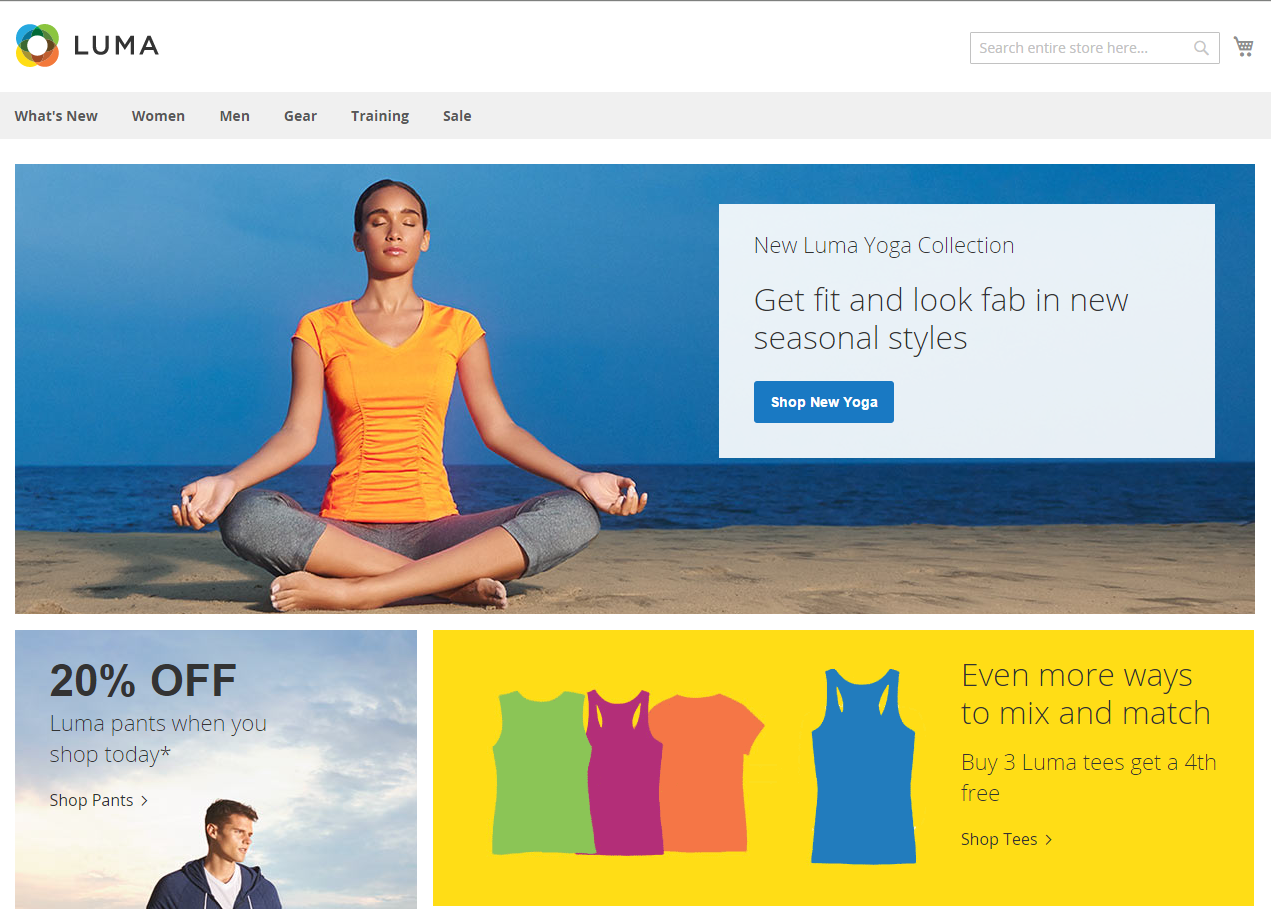 LUMA
Search entire store here...
What's New Women Men Gear Training Sale
New Luma Yoga Collection
Get fit and look fab in new
seasonal styles
Shop New Yoga
20% OFF
Luma pants when you
shop today*
Shop Pants >
Even more ways
to mix and match
Buy 3 Luma tees get a 4th
free
Shop Tees >